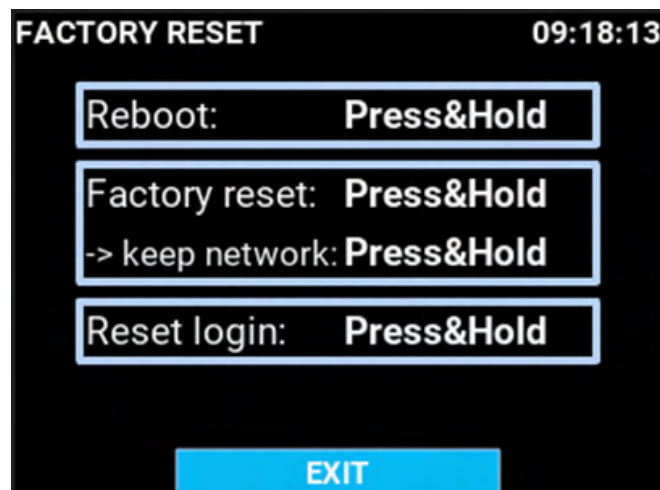 FACTORY RESET 09:18:13
Reboot: Press&Hold
Factory reset: Press&Hold
-> keep network: Press&Hold
Reset login: Press&Hold
EXIT